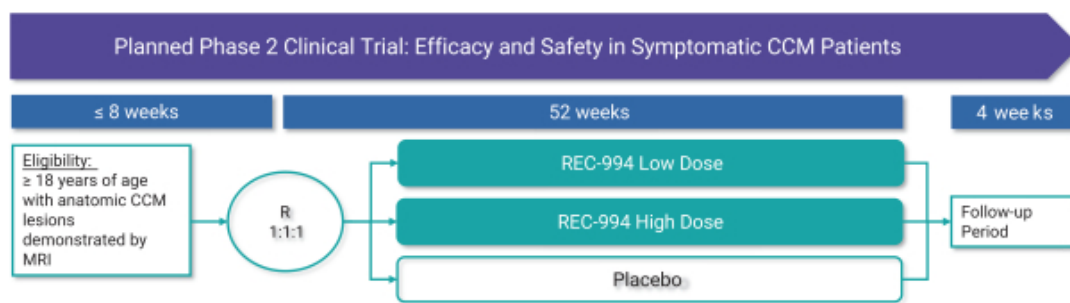 Planned Phase 2 Clinical Trial: Efficacy and Safety in Symptomatic CCM Patients
≤ 8 weeks
52 weeks
4 weeks
Eligibility:
≥ 18 years of age
with anatomic CCM
lesions
demonstrated by
MRI
R
1:1:1
REC-994 Low Dose
REC-994 High Dose
Placebo
Follow-up
Period